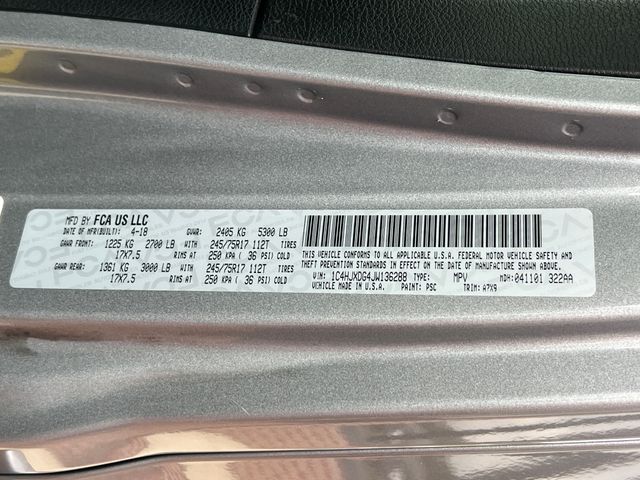 MFD BY FCA US LLC
DATE OF MFR(BUILT): 4-18 GVWR: 2405 KG 5300 LB
GAWR FRONT: 1225 KG 2700 LB WITH 245/75R17 112T TIRES
17X7.5 RIMS AT 250 KPA ( 36 PSI) COLD
GAWR REAR: 1361 KG 3000 LB WITH 245/75R17 112T TIRES
17X7.5 RIMS AT 250 KPA ( 36 PSI) COLD
THIS VEHICLE CONFORMS TO ALL APPLICABLE U.S.A. FEDERAL MOTOR VEHICLE SAFETY
AND THEFT PREVENTION STANDARDS IN EFFECT ON THE DATE OF MANUFACTURE SHOWN ABOVE.
VIN: 1C4HJXDG4JW136288 TYPE: MPV MDH: 041101 322AA
VEHICLE MADE IN U.S.A. PAINT: PSC TRIM: A7X9